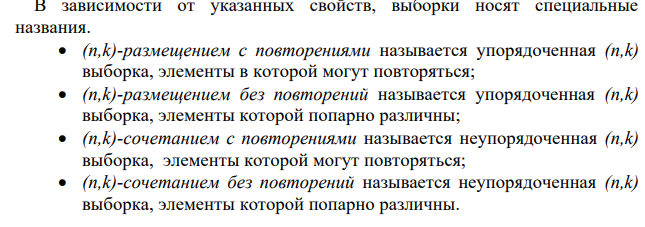 В зависимости от указанных свойств, выборки носят специальные
названия.
• (n,k)-размещением с повторениями называется упорядоченная (n,k)
выборка, элементы в которой могут повторяться;
• (n,k)-размещением без повторений называется упорядоченная (n,k)
выборка, элементы которой попарно различны;
• (n,k)-сочетанием с повторениями называется неупорядоченная (n,k)
выборка, элементы которой могут повторяться;
• (n,k)-сочетанием без повторений называется неупорядоченная (n,k)
выборка, элементы которой попарно различны.